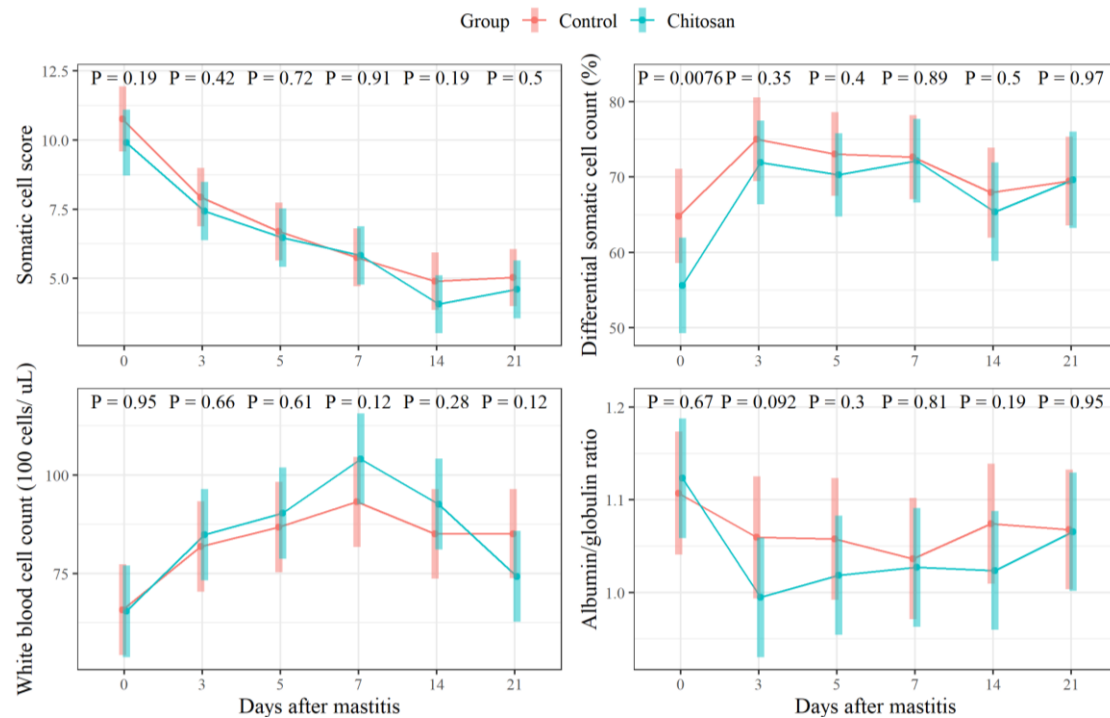 Group Control Chitosan
Somatic cell score
P = 0.19 P = 0.42 P = 0.72 P = 0.91 P = 0.19 P = 0.5
12.5
10.0
7.5
5.0
0 3 5 7 14 21
Differential somatic cell count (%)
P = 0.0076 P = 0.35 P = 0.4 P = 0.89 P = 0.5 P = 0.97
80
70
60
50
0 3 5 7 14 21
White blood cell count (100 cells/ uL)
P = 0.95 P = 0.66 P = 0.61 P = 0.12 P = 0.28 P = 0.12
100
75
0 3 5 7 14 21
Days after mastitis
Albumin/globulin ratio
P = 0.67 P = 0.092 P = 0.3 P = 0.81 P = 0.19 P = 0.95
1.2
1.1
1.0
0 3 5 7 14 21
Days after mastitis